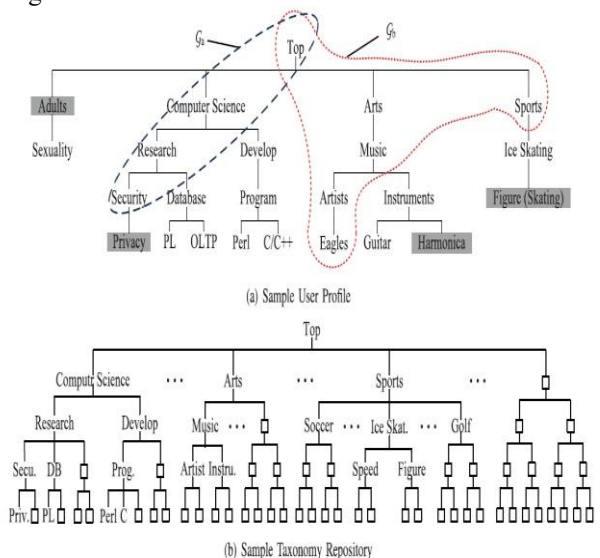 Gₐ
G_b
Top
Adults Computer Science Arts Sports
Sexuality Research Develop Music Ice Skating
Security Database Program Artists Instruments Figure (Skating)
Privacy PL OLTP Perl C/C++ Eagles Guitar Harmonica
(a) Sample User Profile
Top
Computr Science ··· Arts ··· Sports ···
Research Develop Music ··· Soccer ··· Ice Skat. ··· Golf
Secu. DB Prog. Artist Instru. Speed Figure
Priv. PL Perl C
(b) Sample Taxonomy Repository